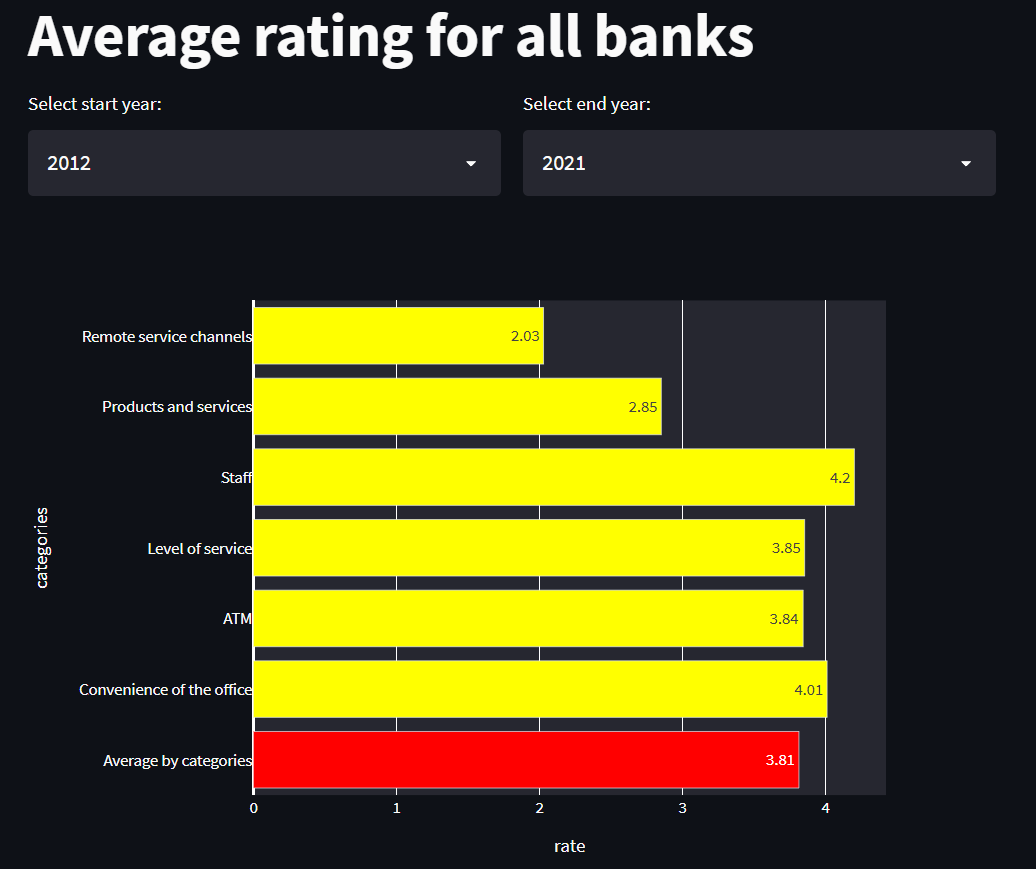 Average rating for all banks
Select start year: Select end year:
2012 2021
Remote service channels 2.03
Products and services 2.85
Staff 4.2
Level of service 3.85
ATM 3.84
Convenience of the office 4.01
Average by categories 3.81
categories
0 1 2 3 4
rate